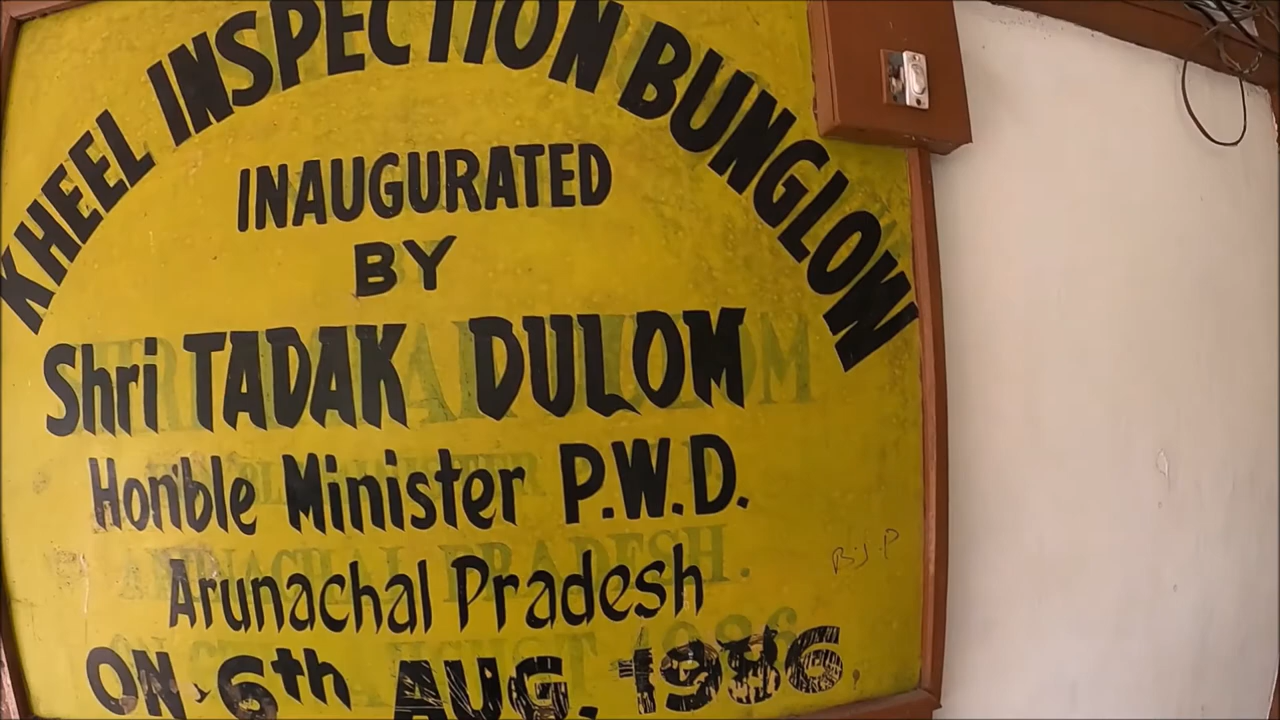 KHEEL INSPECTION BUNGLOW
INAUGURATED
BY
Shri TADAK DULOM
Hon'ble Minister P.W.D.
Arunachal Pradesh
B.J.P
ON 6th AUG. 1986